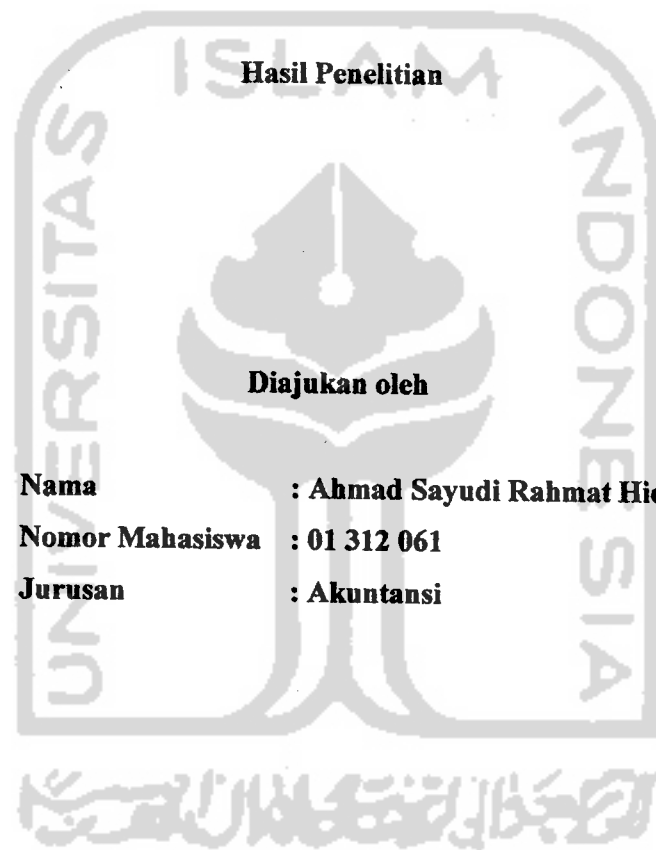 UNIVERSITAS ISLAM INDONESIA
Hasil Penelitian
Diajukan oleh
Nama : Ahmad Sayudi Rahmat
Nomor Mahasiswa : 01 312 061
Jurusan : Akuntansi